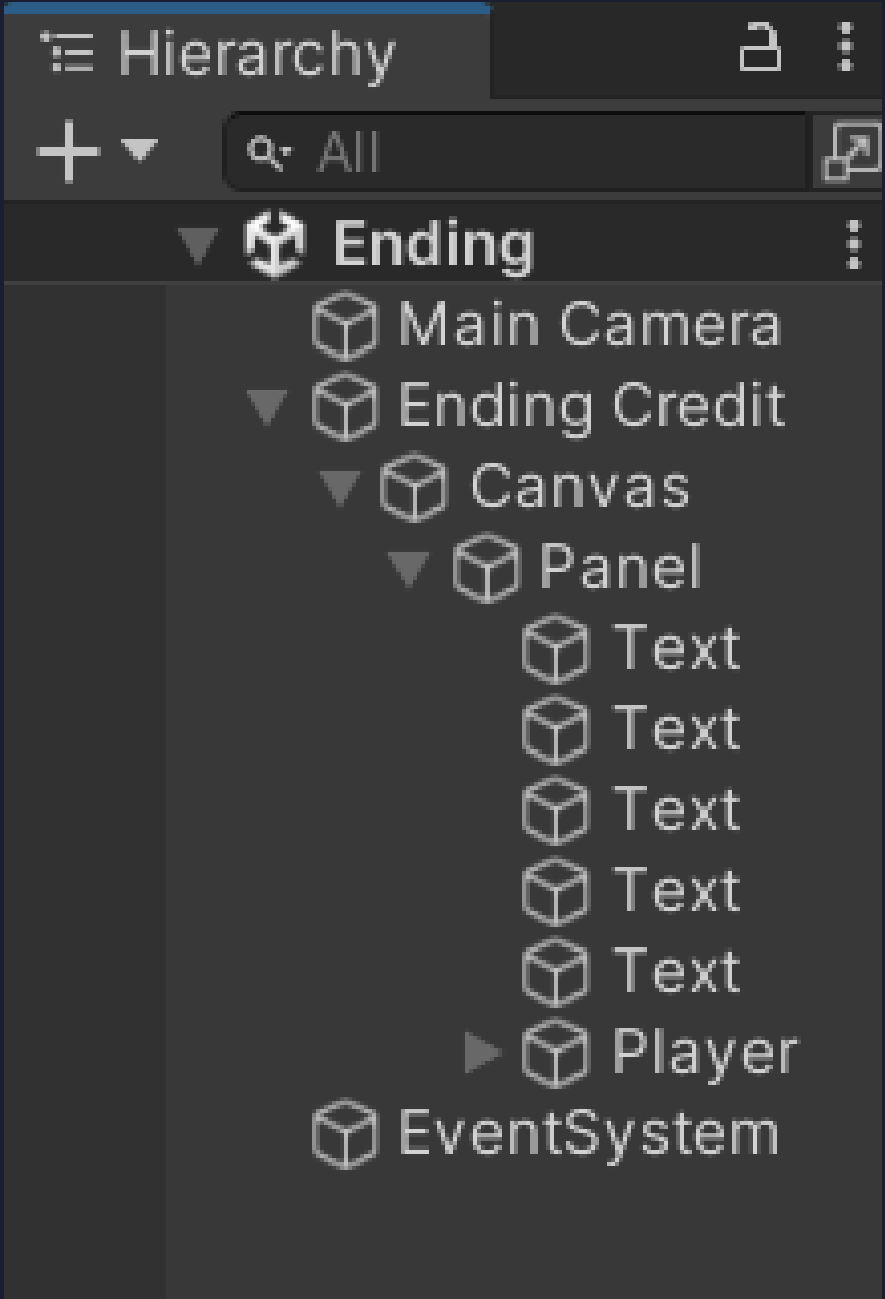 Hierarchy
All
Ending
Main Camera
Ending Credit
Canvas
Panel
Text
Text
Text
Text
Text
Player
EventSystem